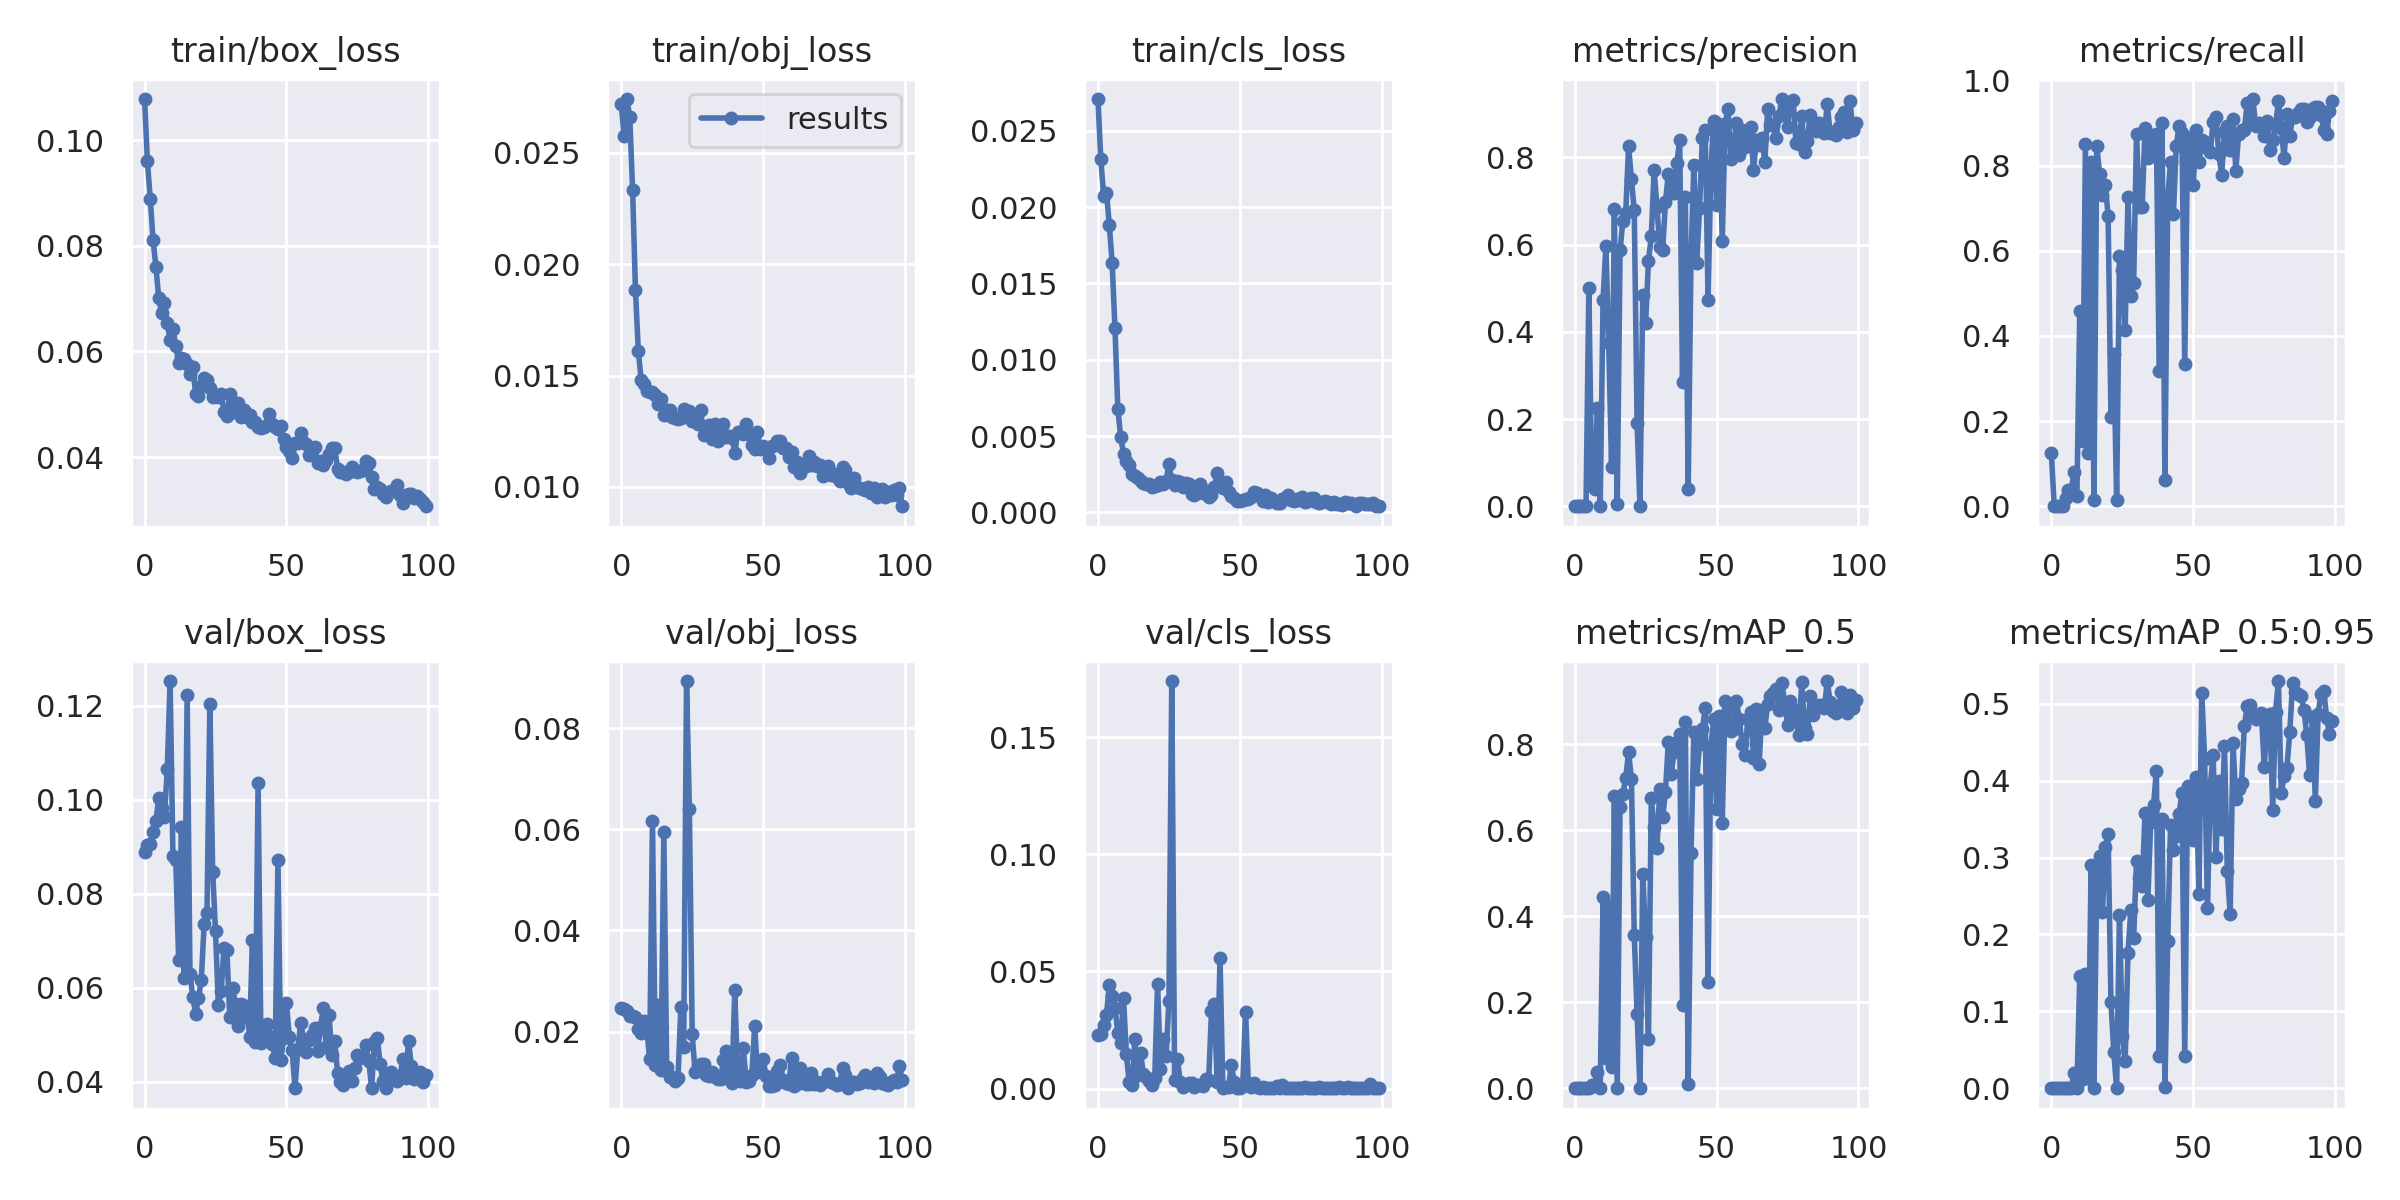 train/box_loss
0.10
0.08
0.06
0.04
0 50 100
train/obj_loss
results
0.025
0.020
0.015
0.010
0 50 100
train/cls_loss
0.025
0.020
0.015
0.010
0.005
0.000
0 50 100
metrics/precision
0.8
0.6
0.4
0.2
0.0
0 50 100
metrics/recall
1.0
0.8
0.6
0.4
0.2
0.0
0 50 100
val/box_loss
0.12
0.10
0.08
0.06
0.04
0 50 100
val/obj_loss
0.08
0.06
0.04
0.02
0 50 100
val/cls_loss
0.15
0.10
0.05
0.00
0 50 100
metrics/mAP_0.5
0.8
0.6
0.4
0.2
0.0
0 50 100
metrics/mAP_0.5:0.95
0.5
0.4
0.3
0.2
0.1
0.0
0 50 100